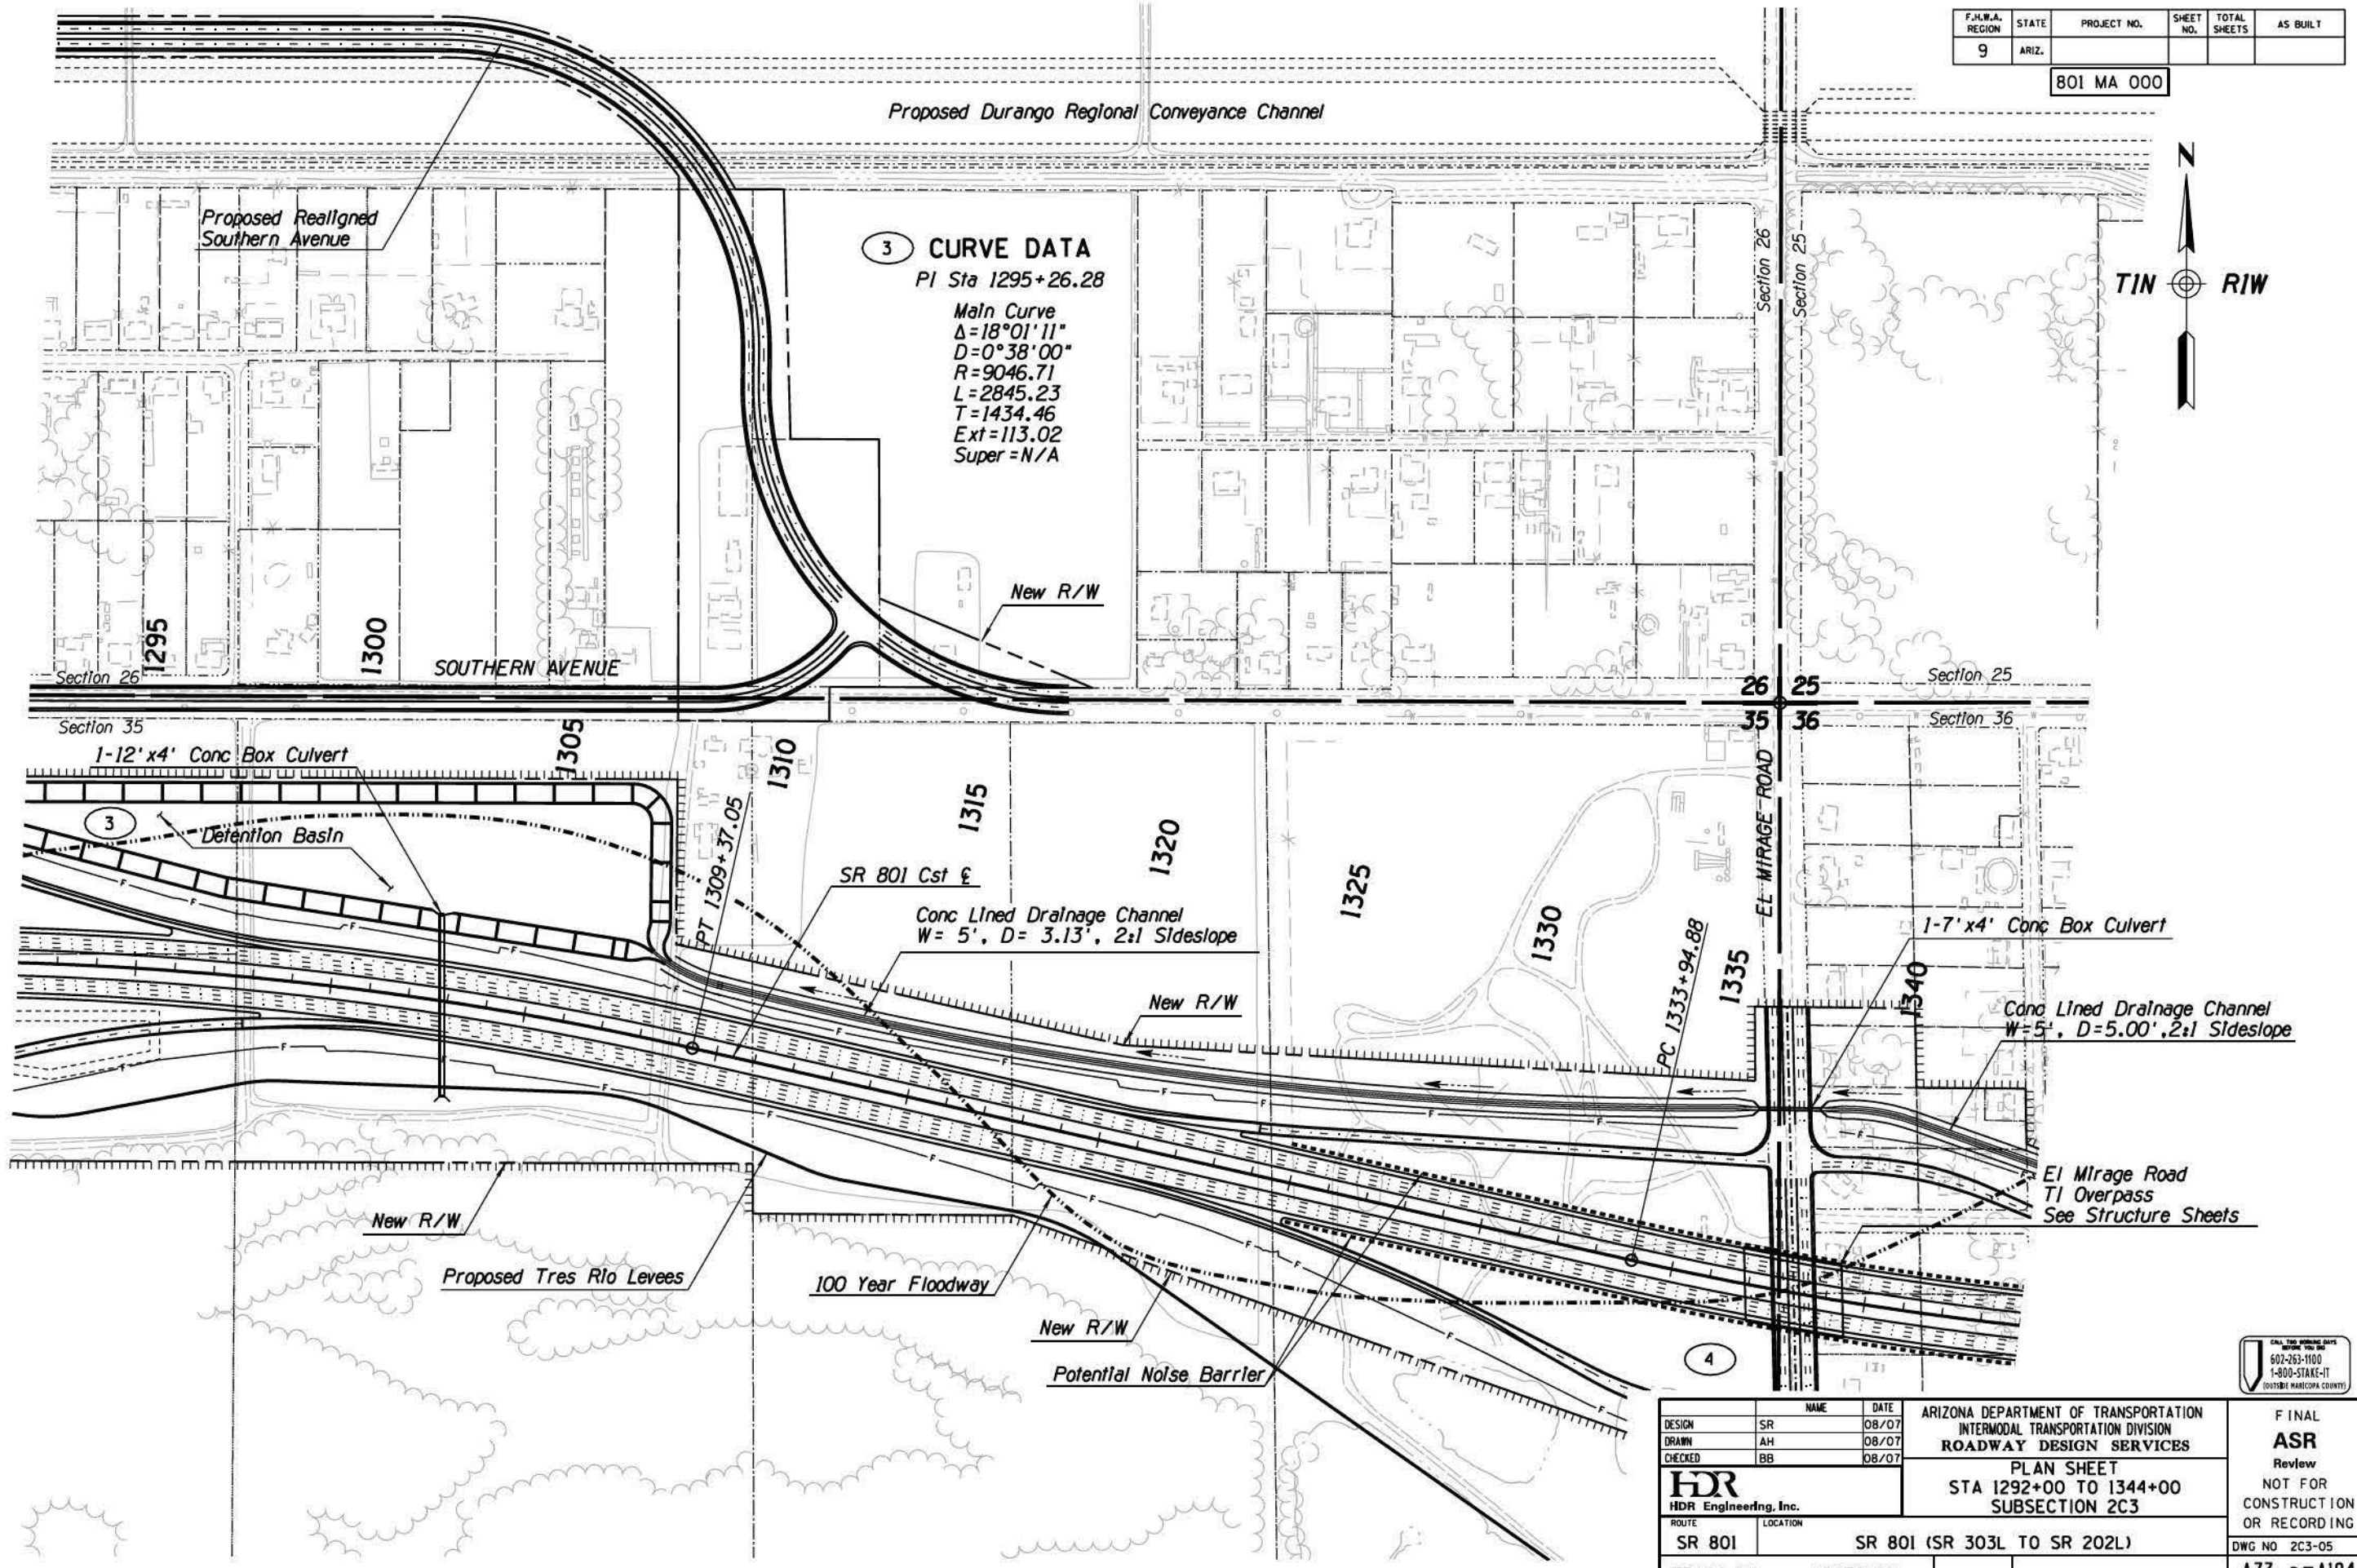 F.H.W.A. REGION
STATE
PROJECT NO.
SHEET NO.
TOTAL SHEETS
AS BUILT
9
ARIZ.
801 MA 000
Proposed Durango Regional Conveyance Channel
N
T1N
R1W
Proposed Realigned
Southern Avenue
3 CURVE DATA
PI Sta 1295+26.28
Main Curve
Δ=18°01'11"
D=0°38'00"
R=9046.71
L=2845.23
T=1434.46
Ext=113.02
Super=N/A
Section 26
Section 25
New R/W
1295
1300
SOUTHERN AVENUE
Section 26
Section 35
26 25
35 36
Section 25
Section 36
1-12'x4' Conc Box Culvert
1305
1310
1315
1320
1325
1330
1335
1340
EL MIRAGE ROAD
3
Detention Basin
PT 1309+37.05
SR 801 Cst ℄
Conc Lined Drainage Channel
W= 5', D= 3.13', 2:1 Sideslope
New R/W
PC 1333+94.88
1-7'x4' Conc Box Culvert
Conc Lined Drainage Channel
W=5', D=5.00',2:1 Sideslope
El Mirage Road
TI Overpass
See Structure Sheets
New R/W
Proposed Tres Rio Levees
100 Year Floodway
New R/W
Potential Noise Barrier
4
CALL TWO WORKING DAYS
BEFORE YOU DIG
602-263-1100
1-800-STAKE-IT
(OUTSIDE MARICOPA COUNTY)
NAME
DATE
DESIGN SR 08/07
DRAWN AH 08/07
CHECKED BB 08/07
HDR
HDR Engineering, Inc.
ARIZONA DEPARTMENT OF TRANSPORTATION
INTERMODAL TRANSPORTATION DIVISION
ROADWAY DESIGN SERVICES
PLAN SHEET
STA 1292+00 TO 1344+00
SUBSECTION 2C3
FINAL
ASR
Review
NOT FOR
CONSTRUCTION
OR RECORDING
ROUTE
SR 801
LOCATION
SR 801 (SR 303L TO SR 202L)
DWG NO 2C3-05